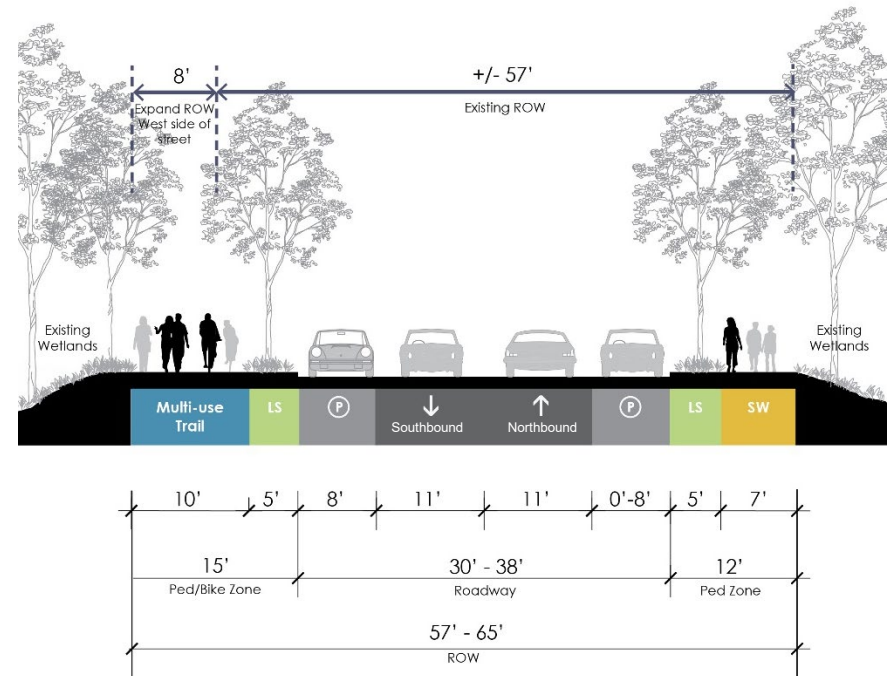 8’
+/- 57’
Expand ROW
West side of
street
Existing ROW
Existing
Wetlands
Existing
Wetlands
Multi-use
Trail
LS
P
Southbound
Northbound
P
LS
SW
10’
5’
8’
11’
11’
0’-8’
5’
7’
15’
30’ - 38’
12’
Ped/Bike Zone
Roadway
Ped Zone
57’ - 65’
ROW